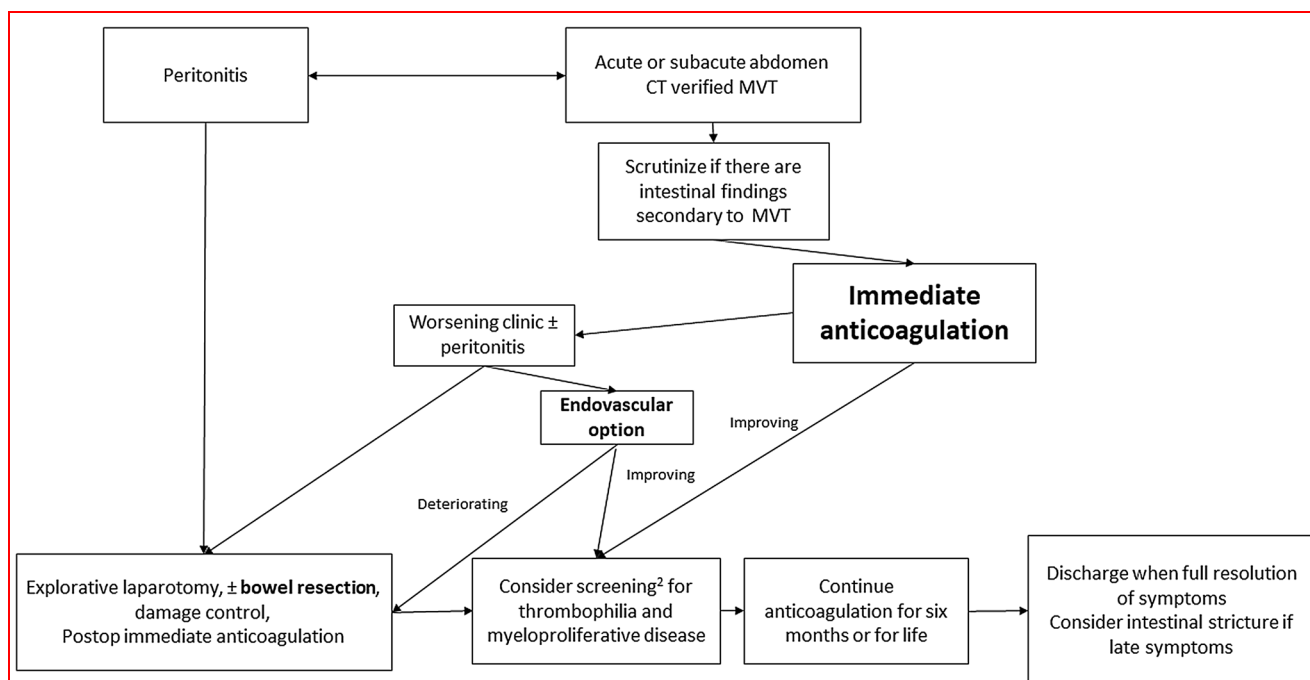 Peritonitis
Acute or subacute abdomen
CT verified MVT
Scrutinize if there are
intestinal findings
secondary to MVT
Immediate
anticoagulation
Worsening clinic ±
peritonitis
Endovascular
option
Improving
Improving
Deteriorating
Explorative laparotomy, ± bowel resection,
damage control,
Postop immediate anticoagulation
Consider screening² for
thrombophilia and
myeloproliferative disease
Continue
anticoagulation for six
months or for life
Discharge when full resolution
of symptoms
Consider intestinal stricture if
late symptoms